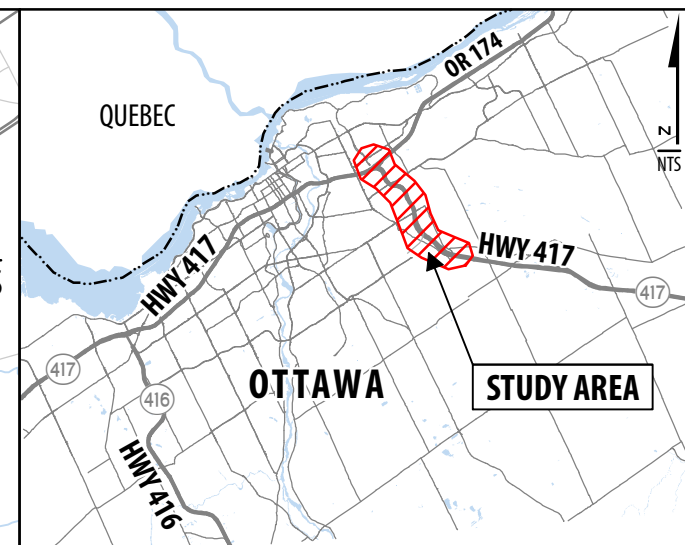 OR 174
QUEBEC
N
NTS
HWY 417
HWY 417
417
417
OTTAWA
STUDY AREA
416
HWY 416